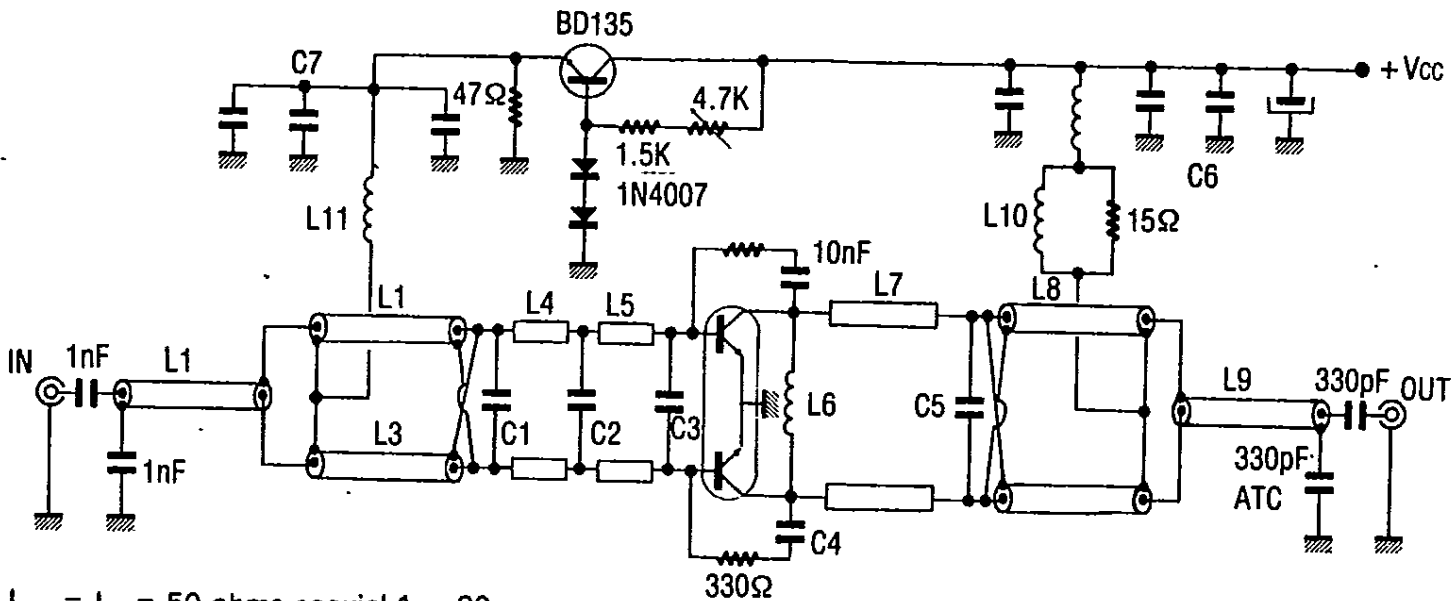 BD135
C7
47Ω
4.7K
+ Vcc
1.5K
1N4007
C6
L11
L10
15Ω
10nF
L1
L4
L5
L7
L8
IN
1nF
L1
L9
330pF
OUT
L3
C1
C2
C3
L6
C5
1nF
330pF
ATC
C4
330Ω